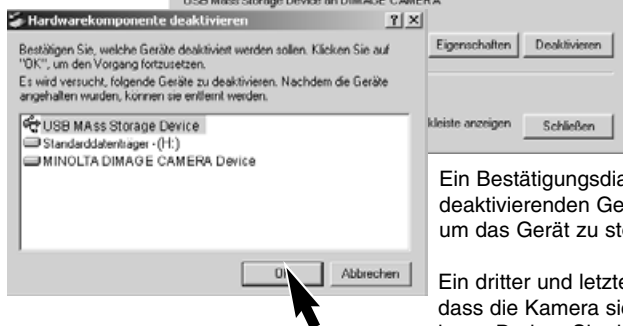 USB Mass Storage Device an DIMAGE CAMERA
Hardwarekomponente deaktivieren
Bestätigen Sie, welche Geräte deaktiviert werden sollen. Klicken Sie auf
"OK", um den Vorgang fortzusetzen.
Es wird versucht, folgende Geräte zu deaktivieren. Nachdem die Geräte
angehalten wurden, können sie entfernt werden.
USB MAss Storage Device
Standarddatenträger - (H:)
MINOLTA DIMAGE CAMERA Device
OK
Abbrechen
Eigenschaften
Deaktivieren
kleiste anzeigen
Schließen
Ein Bestätigungsdia
deaktivierenden Ge
um das Gerät zu st
Ein dritter und letzte
dass die Kamera si